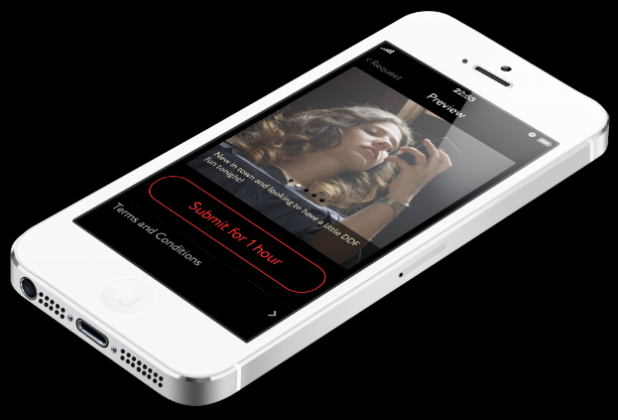 22:53
‹ Request
Preview
New in town and looking to have a little DDF
fun tonight!
Submit for 1 hour
Terms and Conditions